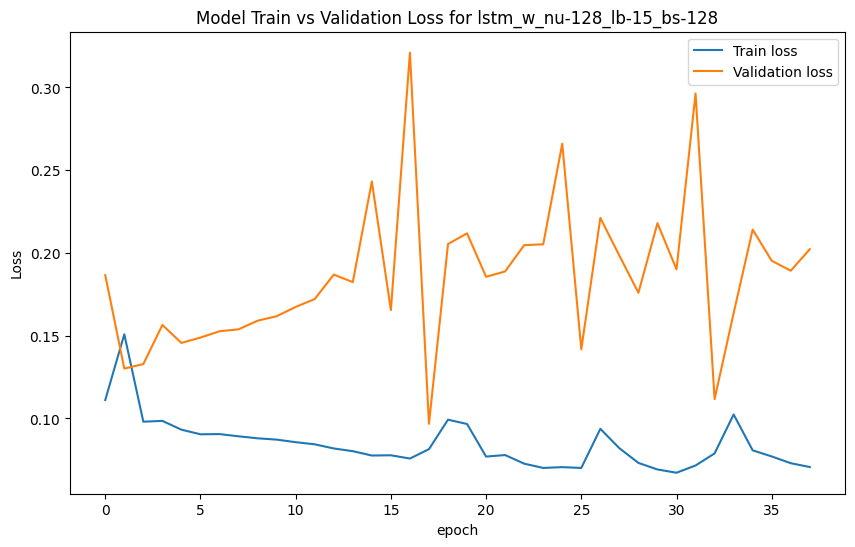 Model Train vs Validation Loss for lstm_w_nu-128_lb-15_bs-128
Train loss
Validation loss
0.30
0.25
0.20
0.15
0.10
Loss
0 5 10 15 20 25 30 35
epoch